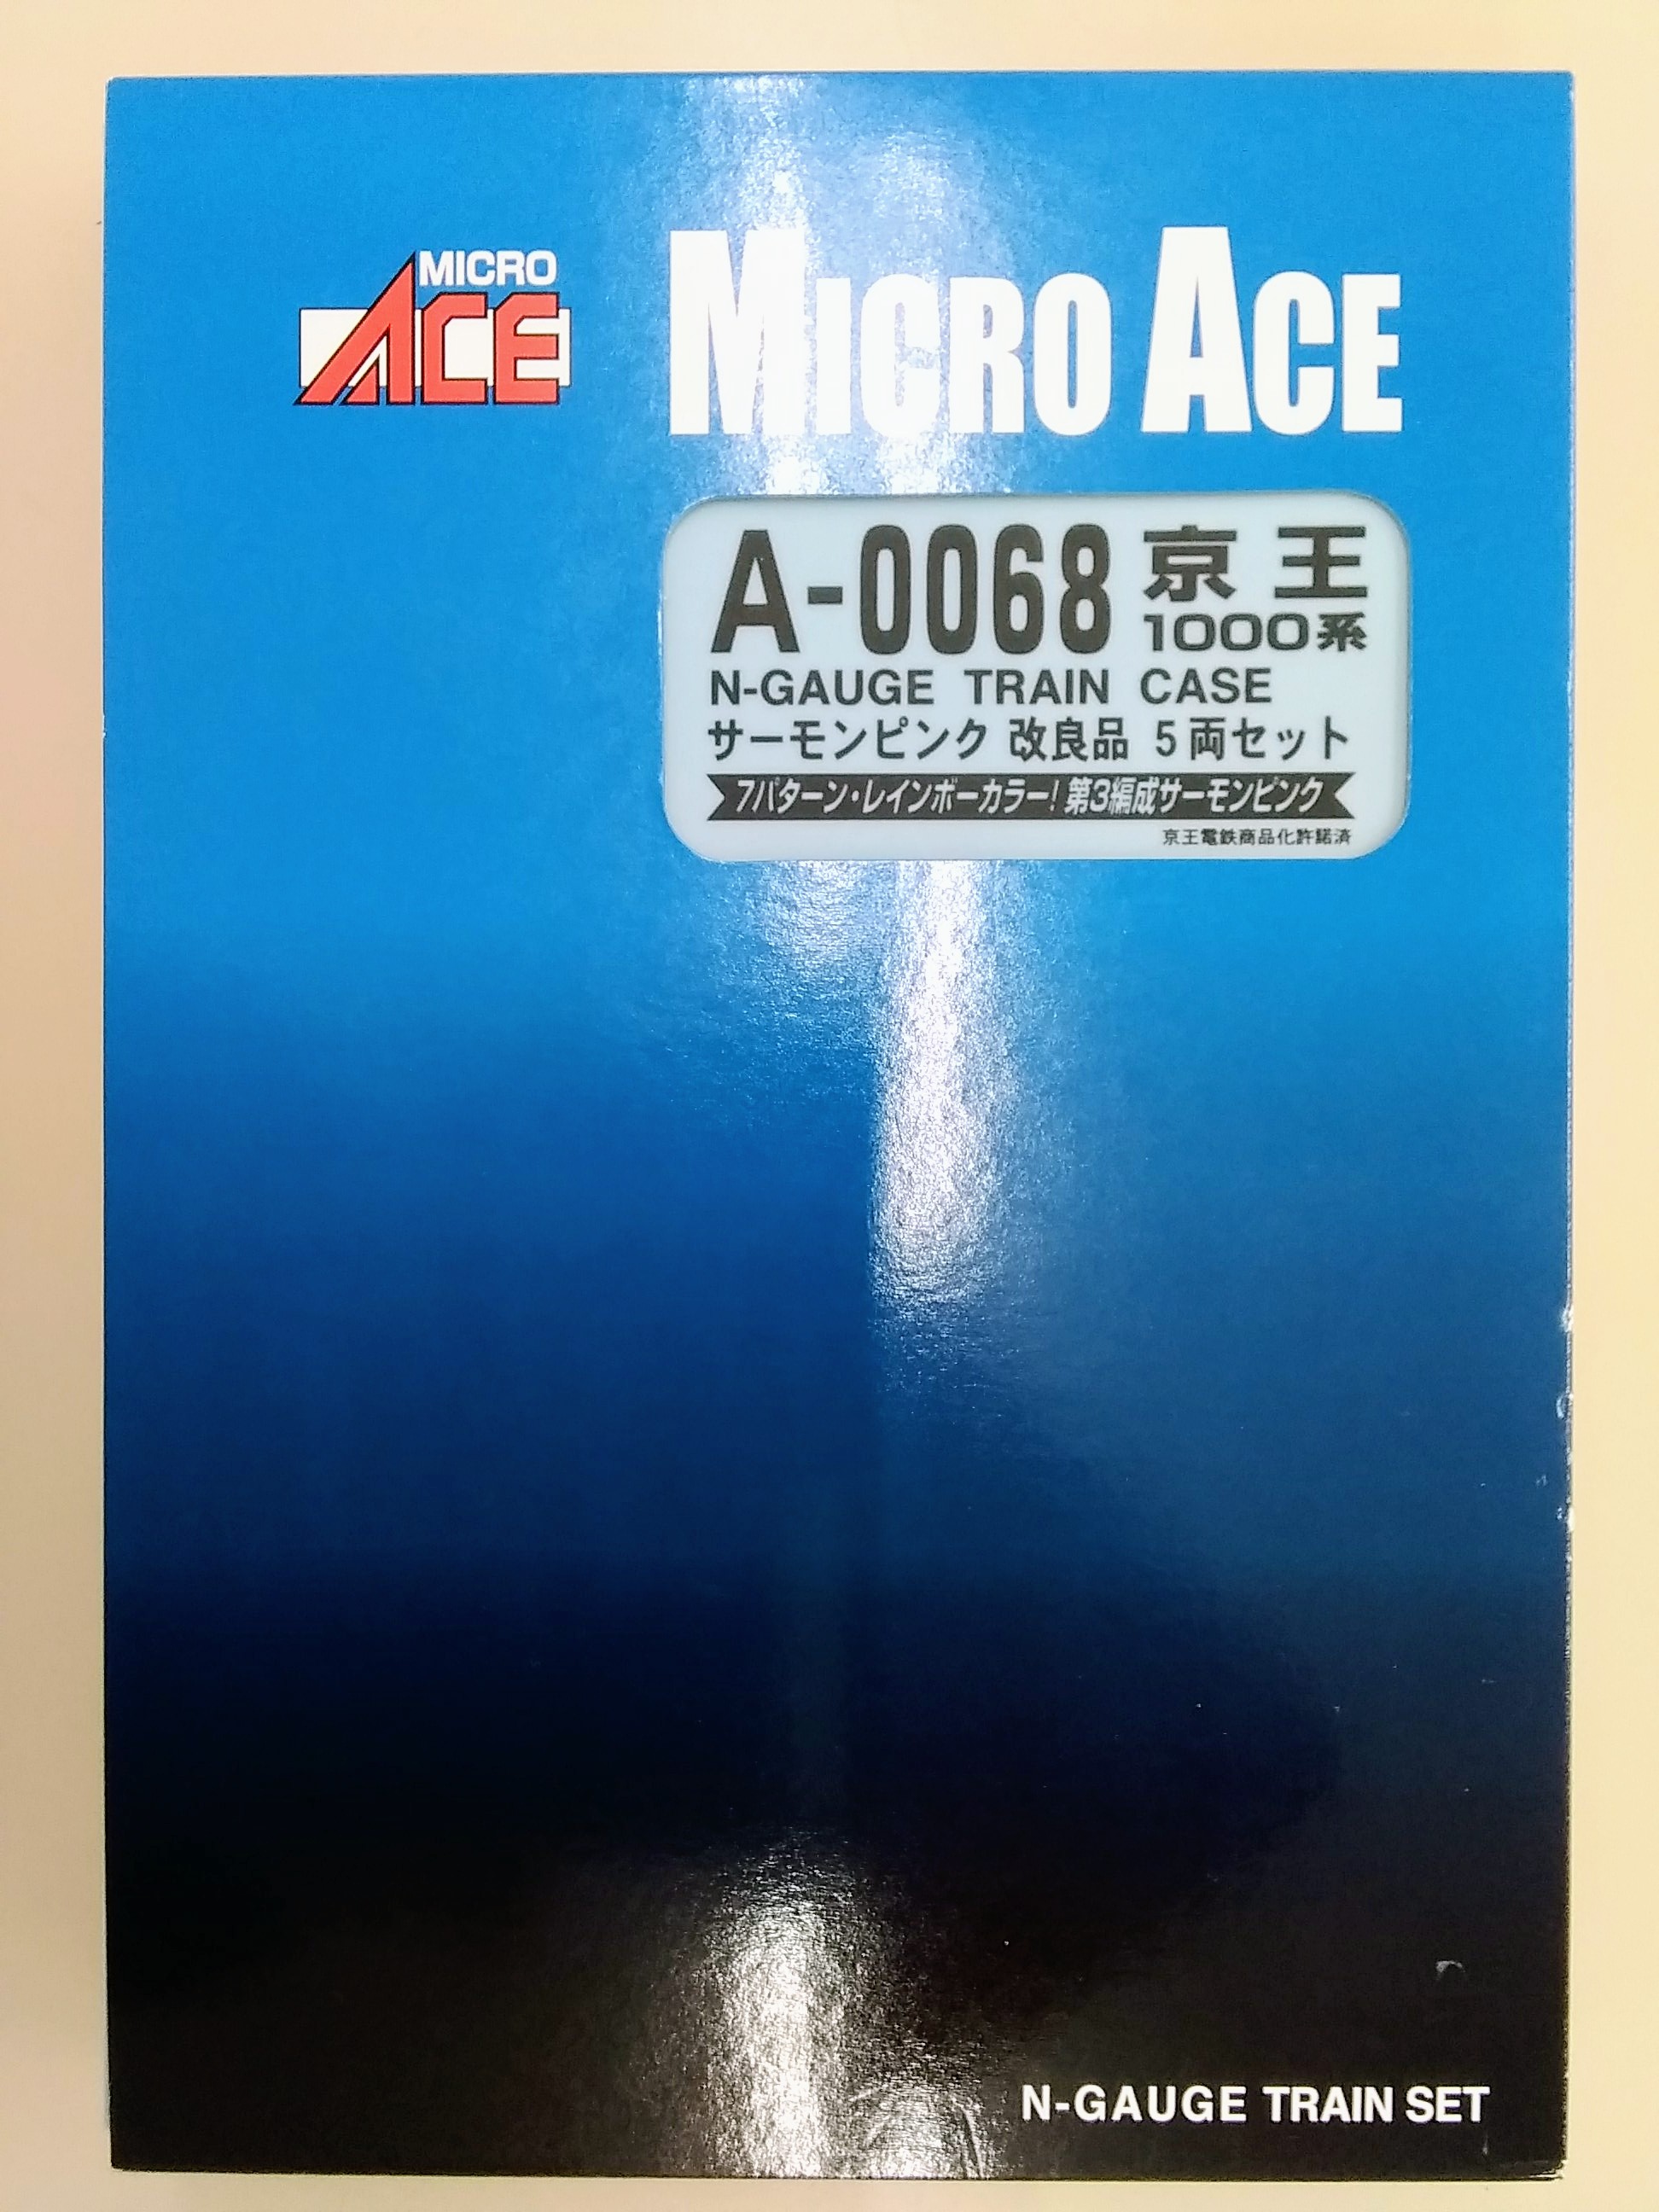 MICRO
ACE
MICRO ACE
A-0068 京王
1000系
N-GAUGE TRAIN CASE
サーモンピンク 改良品 5両セット
7パターン・レインボーカラー! 第3編成サーモンピンク
京王電鉄商品化許諾済
N-GAUGE TRAIN SET